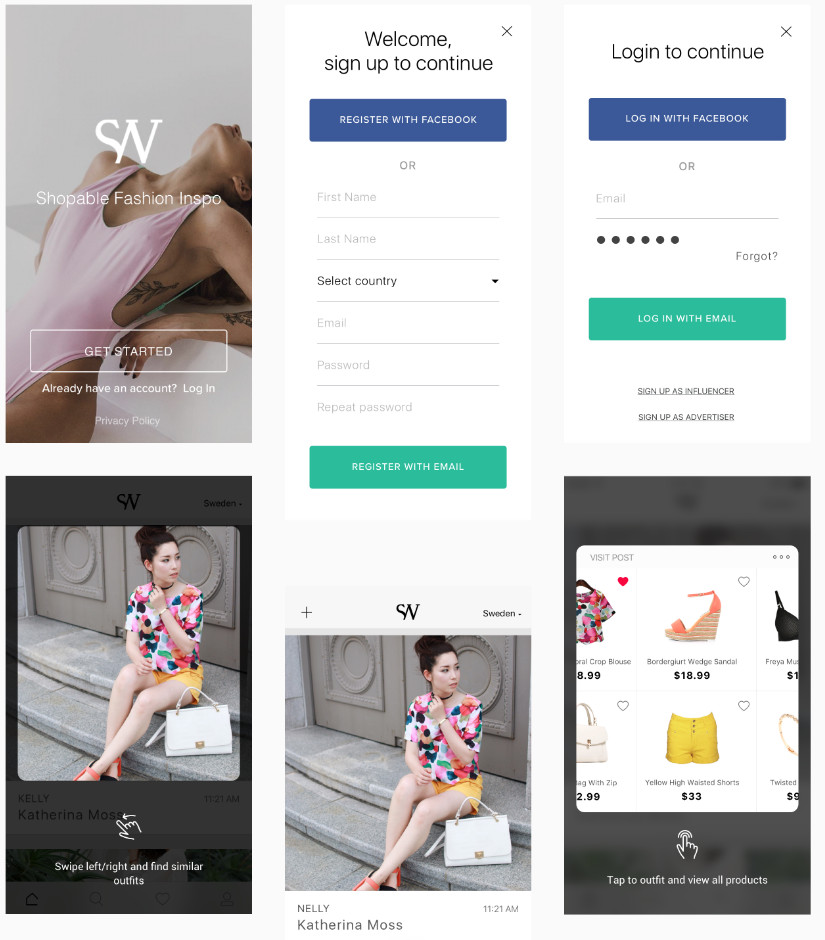 SW
Shopable Fashion Inspo
GET STARTED
Already have an account? Log In
Privacy Policy
Welcome,
sign up to continue
REGISTER WITH FACEBOOK
OR
First Name
Last Name
Select country
Email
Password
Repeat password
REGISTER WITH EMAIL
Login to continue
LOG IN WITH FACEBOOK
OR
Email
Forgot?
LOG IN WITH EMAIL
SIGN UP AS INFLUENCER
SIGN UP AS ADVERTISER
SW
Sweden
KELLY
11:21 AM
Katherina Moss
Swipe left/right and find similar
outfits
SW
Sweden
NELLY
11:21 AM
Katherina Moss
VISIT POST
oral Crop Blouse
8.99
Bordergiurt Wedge Sandal
$18.99
Freya Mus
$1
ag With Zip
2.99
Yellow High Waisted Shorts
$33
Twisted
$9
Tap to outfit and view all products